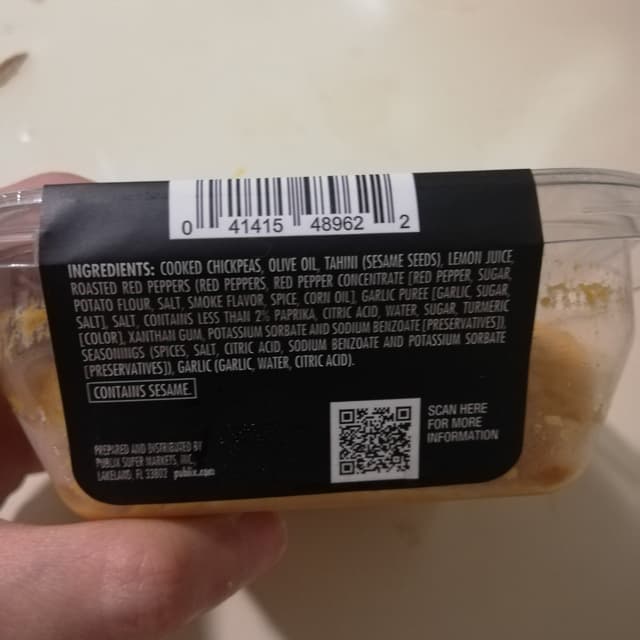 0 41415 48962 2
INGREDIENTS: COOKED CHICKPEAS, OLIVE OIL, TAHINI (SESAME SEEDS), LEMON JUICE,
ROASTED RED PEPPERS (RED PEPPERS, RED PEPPER CONCENTRATE [RED PEPPER, SUGAR,
POTATO FLOUR, SALT, SMOKE FLAVOR, SPICE, CORN OIL], GARLIC PUREE [GARLIC, SUGAR,
SALT], SALT, CONTAINS LESS THAN 2% PAPRIKA, CITRIC ACID, WATER, SUGAR, TURMERIC
[COLOR], XANTHAN GUM, POTASSIUM SORBATE AND SODIUM BENZOATE [PRESERVATIVES]),
SEASONINGS (SPICES, SALT, CITRIC ACID, SODIUM BENZOATE AND POTASSIUM SORBATE
[PRESERVATIVES]), GARLIC (GARLIC, WATER, CITRIC ACID).
CONTAINS SESAME
PREPARED AND DISTRIBUTED BY
PUBLIX SUPER MARKETS, INC.
LAKELAND, FL 33802 publix.com
SCAN HERE
FOR MORE
INFORMATION